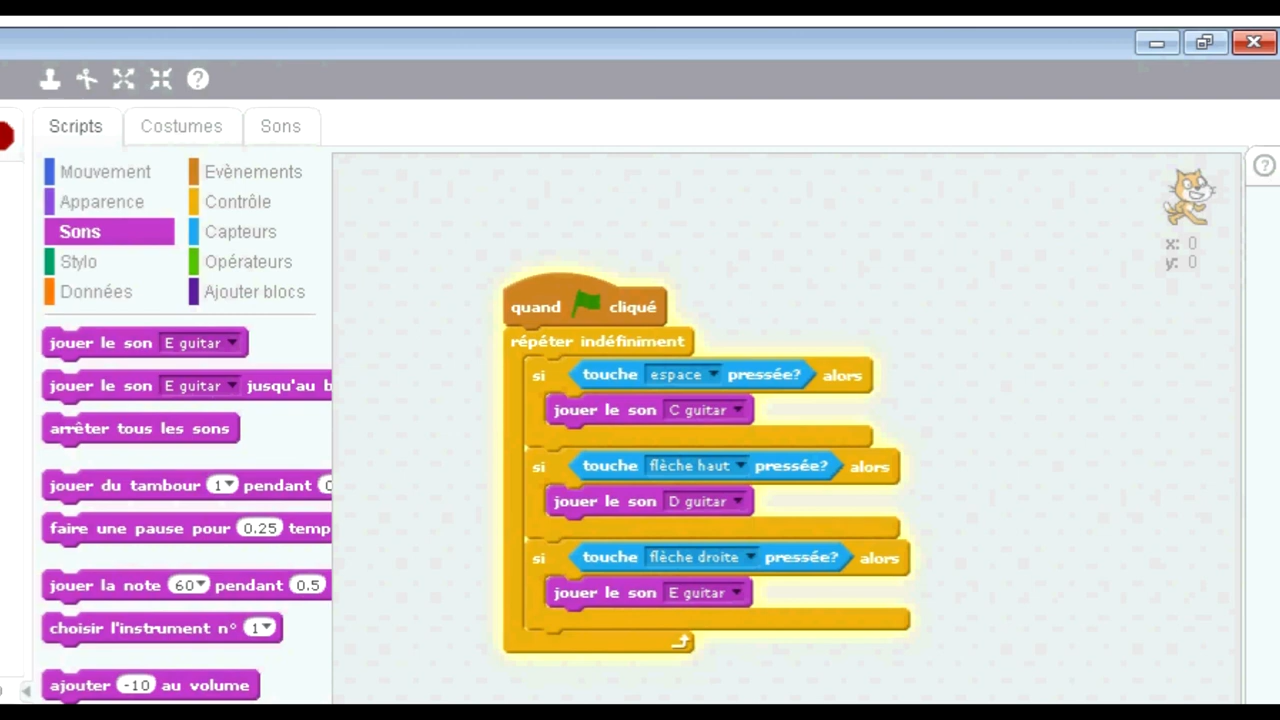 Scripts
Costumes
Sons
Mouvement
Evènements
Apparence
Contrôle
Sons
Capteurs
Stylo
Opérateurs
Données
Ajouter blocs
jouer le son E guitar
jouer le son E guitar jusqu'au b
arrêter tous les sons
jouer du tambour 1 pendant 0
faire une pause pour 0.25 temp
jouer la note 60 pendant 0.5
choisir l'instrument n° 1
ajouter -10 au volume
quand cliqué
répéter indéfiniment
si touche espace pressée? alors
jouer le son C guitar
si touche flèche haut pressée? alors
jouer le son D guitar
si touche flèche droite pressée? alors
jouer le son E guitar
x: 0
y: 0